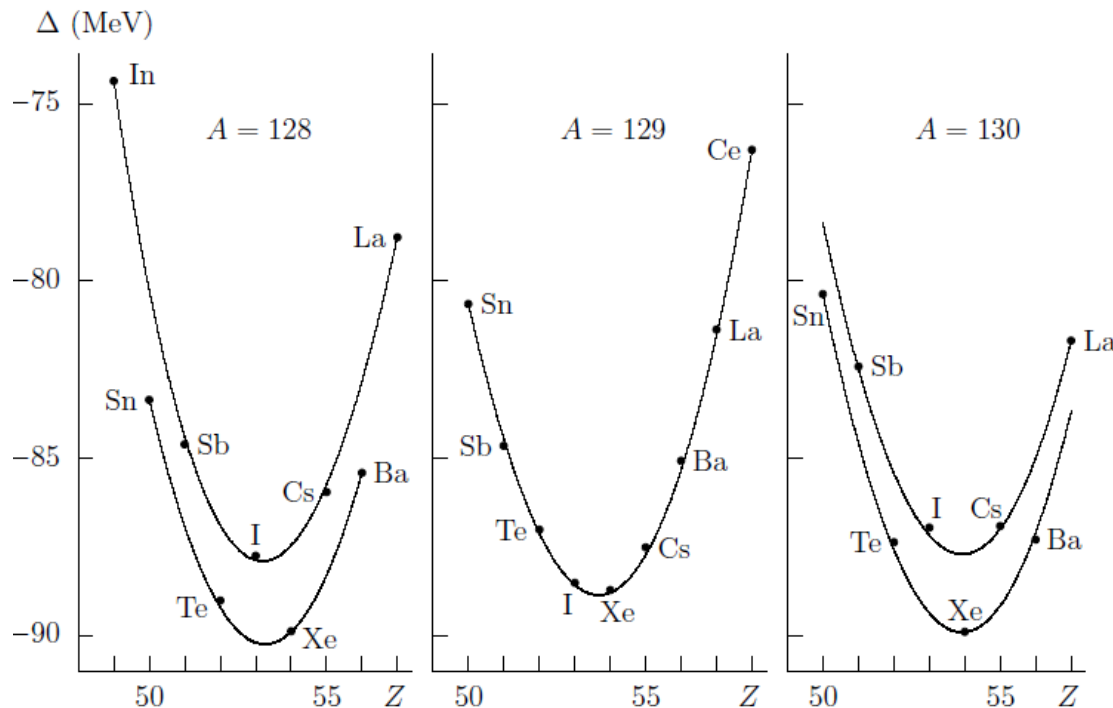 Δ (MeV)
−75
−80
−85
−90
A = 128
In
Sn
Sb
I
Te
Xe
Cs
Ba
La
50
55
Z
A = 129
Sn
Sb
Te
I
Xe
Cs
Ba
La
Ce
50
55
Z
A = 130
Sn
Sb
Te
I
Xe
Cs
Ba
La
50
55
Z